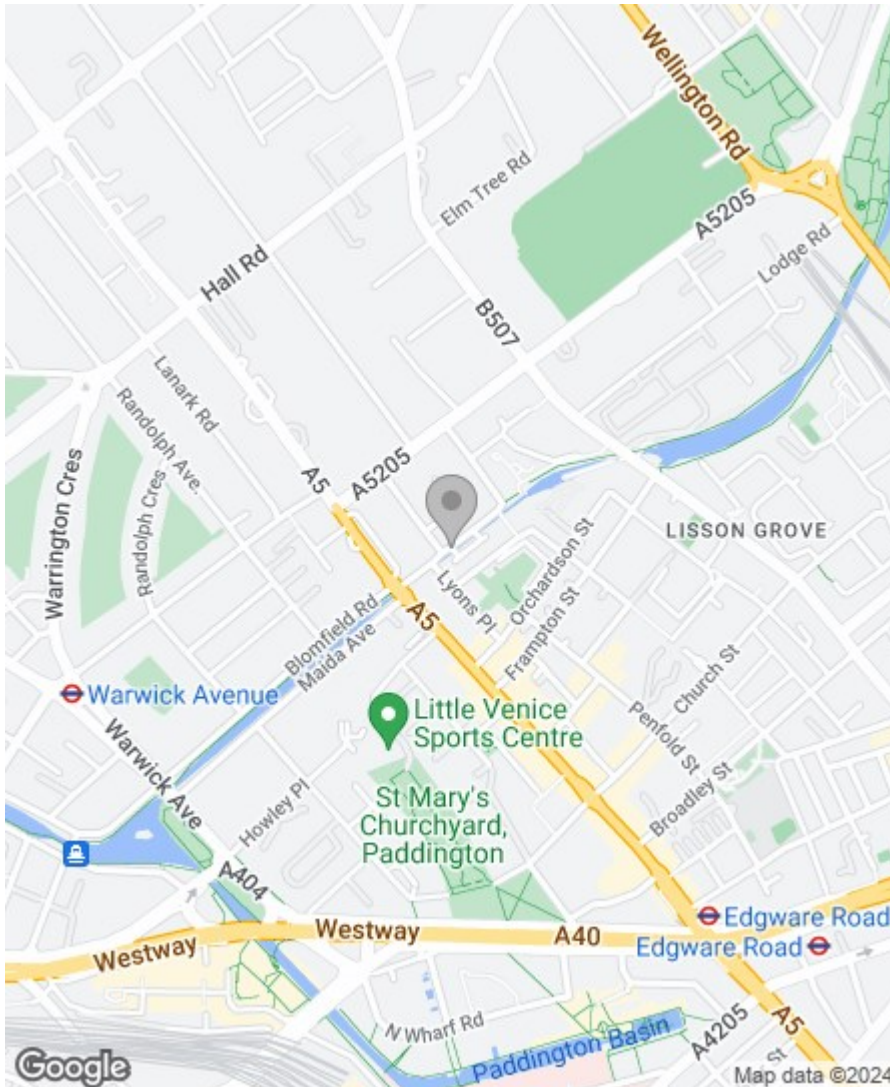 Wellington Rd
Elm Tree Rd
A5205
Lodge Rd
Hall Rd
B507
Lanark Rd
Randolph Ave.
A5
A5205
Warrington Cres
Randolph Cres
LISSON GROVE
Orchardson St
Lyons Pl
Frampton St
A5
Blomfield Rd
Maida Ave
Church St
Warwick Avenue
Little Venice
Sports Centre
Penfold St
Warwick Ave
Broadley St
St Mary's
Churchyard,
Paddington
Howley Pl
A404
Edgware Road
Westway
Westway
A40
Edgware Road
N Wharf Rd
Paddington Basin
A4205
A5
St
Google
Map data ©2024